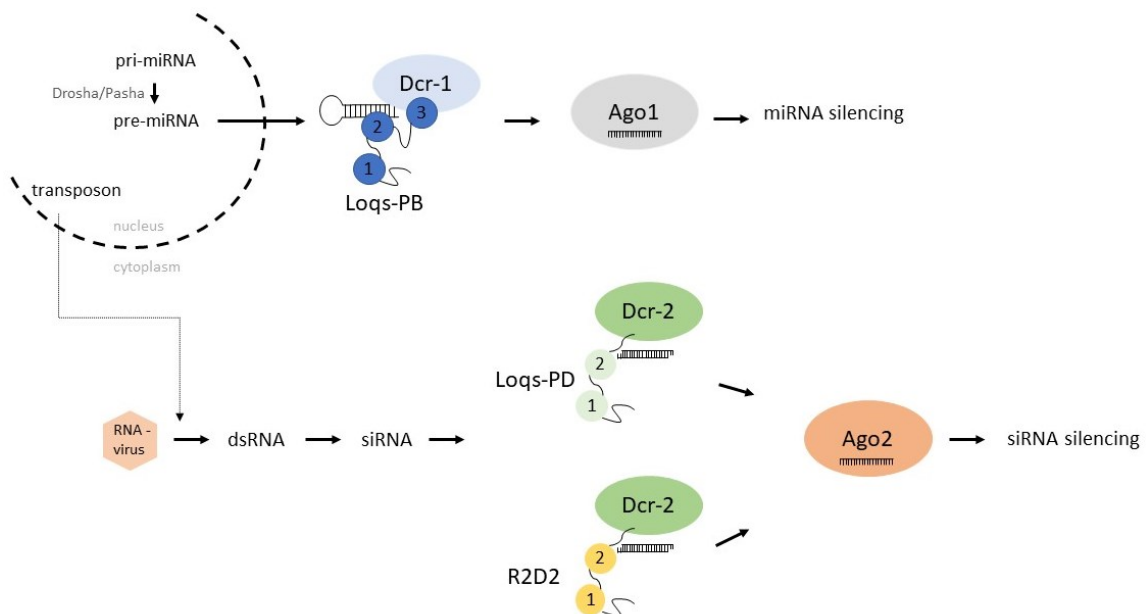 pri-miRNA
Drosha/Pasha
pre-miRNA
transposon
nucleus
cytoplasm
Dcr-1
3
2
1
Loqs-PB
Ago1
miRNA silencing
Dcr-2
2
Loqs-PD
1
RNA -
virus
dsRNA
siRNA
Ago2
siRNA silencing
Dcr-2
2
R2D2
1